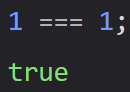 1 === 1;
true